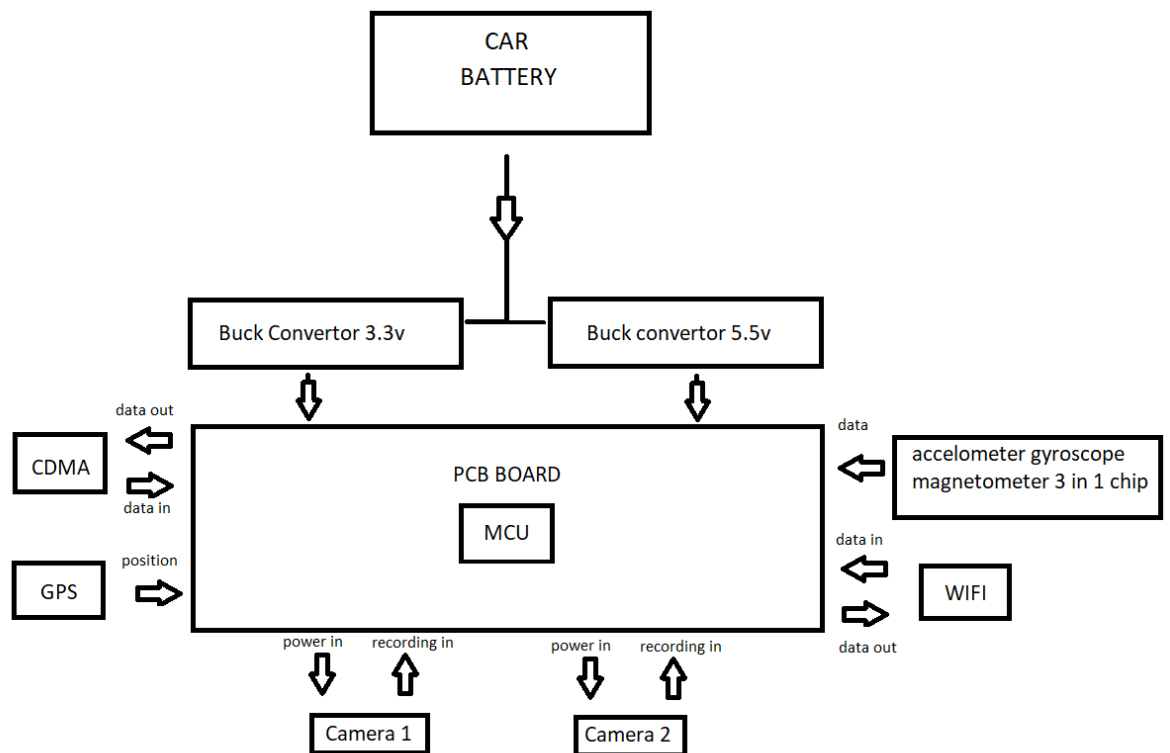 CAR
BATTERY
Buck Convertor 3.3v
Buck convertor 5.5v
data out
CDMA
data in
position
GPS
PCB BOARD
MCU
data
accelometer gyroscope
magnetometer 3 in 1 chip
data in
WIFI
data out
power in
recording in
power in
recording in
Camera 1
Camera 2